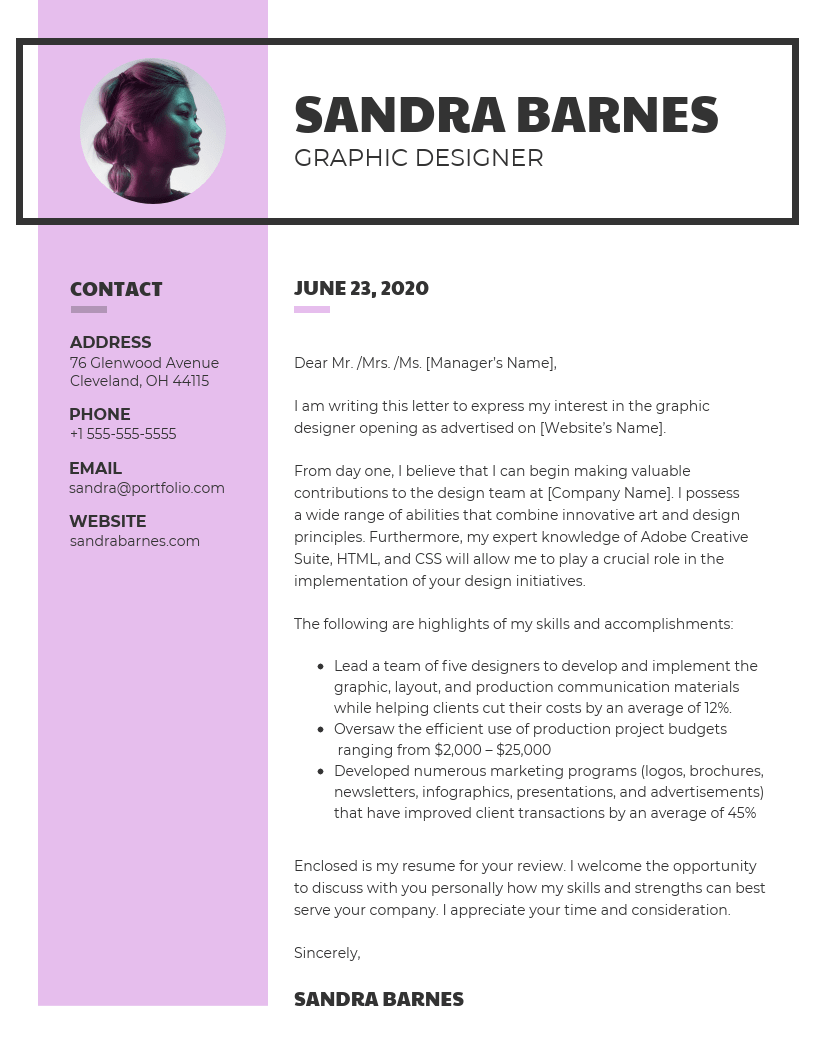 SANDRA BARNES
GRAPHIC DESIGNER
CONTACT
ADDRESS
76 Glenwood Avenue
Cleveland, OH 44115
PHONE
+1 555-555-5555
EMAIL
sandra@portfolio.com
WEBSITE
sandrabarnes.com
JUNE 23, 2020
Dear Mr. /Mrs. /Ms. [Manager’s Name],
I am writing this letter to express my interest in the graphic
designer opening as advertised on [Website’s Name].
From day one, I believe that I can begin making valuable
contributions to the design team at [Company Name]. I possess
a wide range of abilities that combine innovative art and design
principles. Furthermore, my expert knowledge of Adobe Creative
Suite, HTML, and CSS will allow me to play a crucial role in the
implementation of your design initiatives.
The following are highlights of my skills and accomplishments:
• Lead a team of five designers to develop and implement the
graphic, layout, and production communication materials
while helping clients cut their costs by an average of 12%.
• Oversaw the efficient use of production project budgets
ranging from $2,000 – $25,000
• Developed numerous marketing programs (logos, brochures,
newsletters, infographics, presentations, and advertisements)
that have improved client transactions by an average of 45%
Enclosed is my resume for your review. I welcome the opportunity
to discuss with you personally how my skills and strengths can best
serve your company. I appreciate your time and consideration.
Sincerely,
SANDRA BARNES